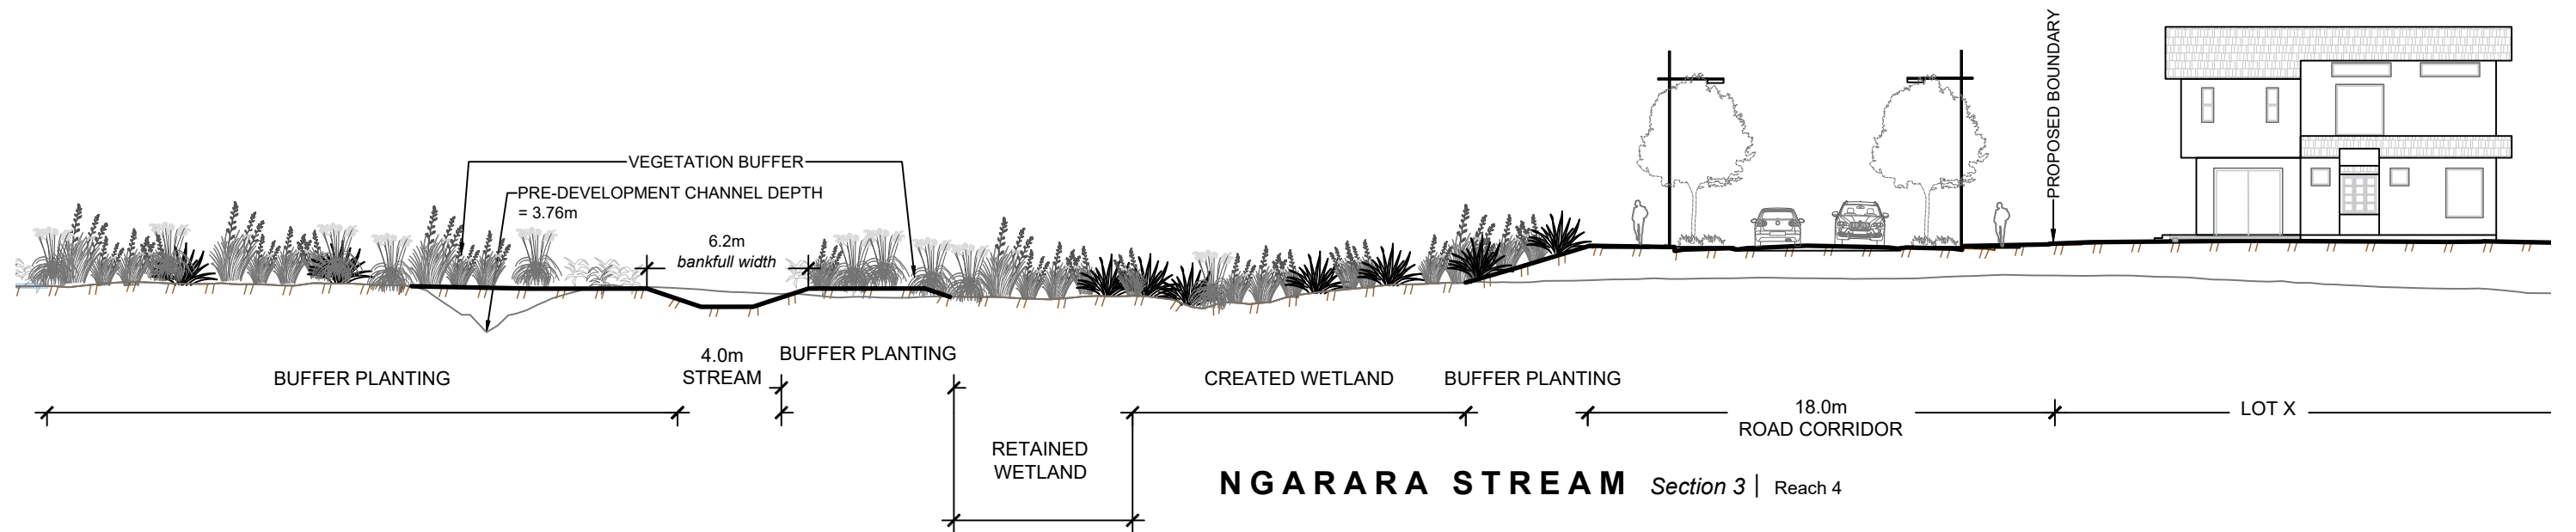 PROPOSED BOUNDARY
VEGETATION BUFFER
PRE-DEVELOPMENT CHANNEL DEPTH
= 3.76m
6.2m
bankfull width
BUFFER PLANTING
4.0m
STREAM
BUFFER PLANTING
CREATED WETLAND
BUFFER PLANTING
18.0m
ROAD CORRIDOR
LOT X
RETAINED
WETLAND
NGARARA STREAM Section 3 | Reach 4